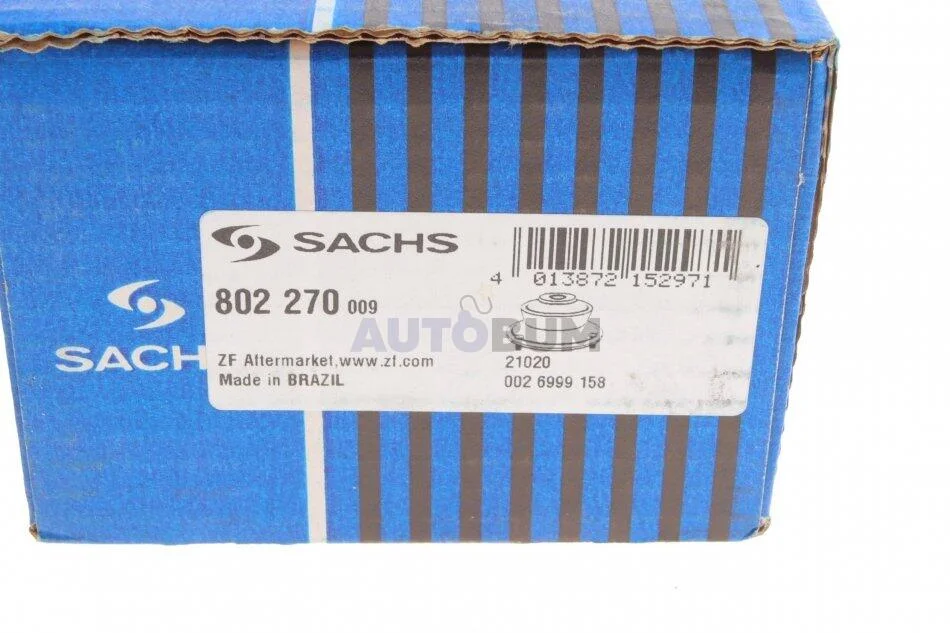 SACHS
4 013872 152971
802 270 009
AUTOBUM
SACHS
ZF Aftermarket,www.zf.com
21020
Made in BRAZIL
002 6999 158